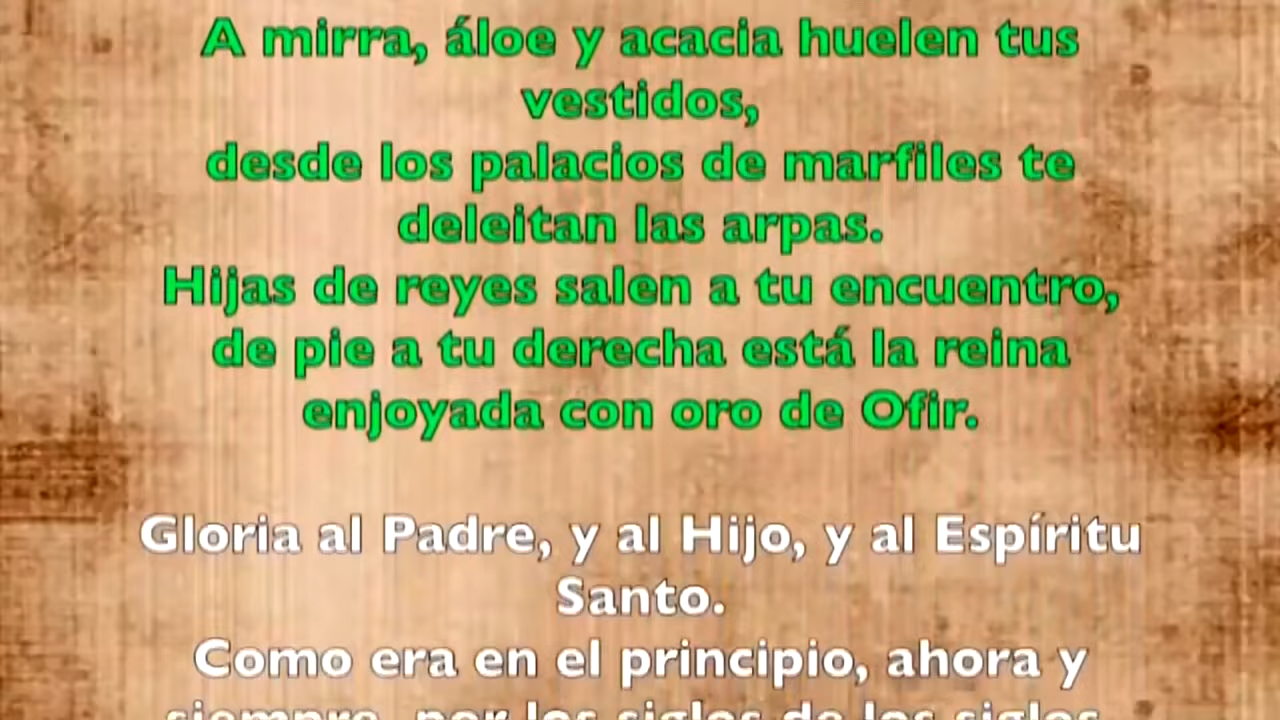 A mirra, áloe y acacia huelen tus
vestidos,
desde los palacios de marfiles te
deleitan las arpas.
Hijas de reyes salen a tu encuentro,
de pie a tu derecha está la reina
enjoyada con oro de Ofir.
Gloria al Padre, y al Hijo, y al Espíritu
Santo.
Como era en el principio, ahora y
siempre, por los siglos de los siglos